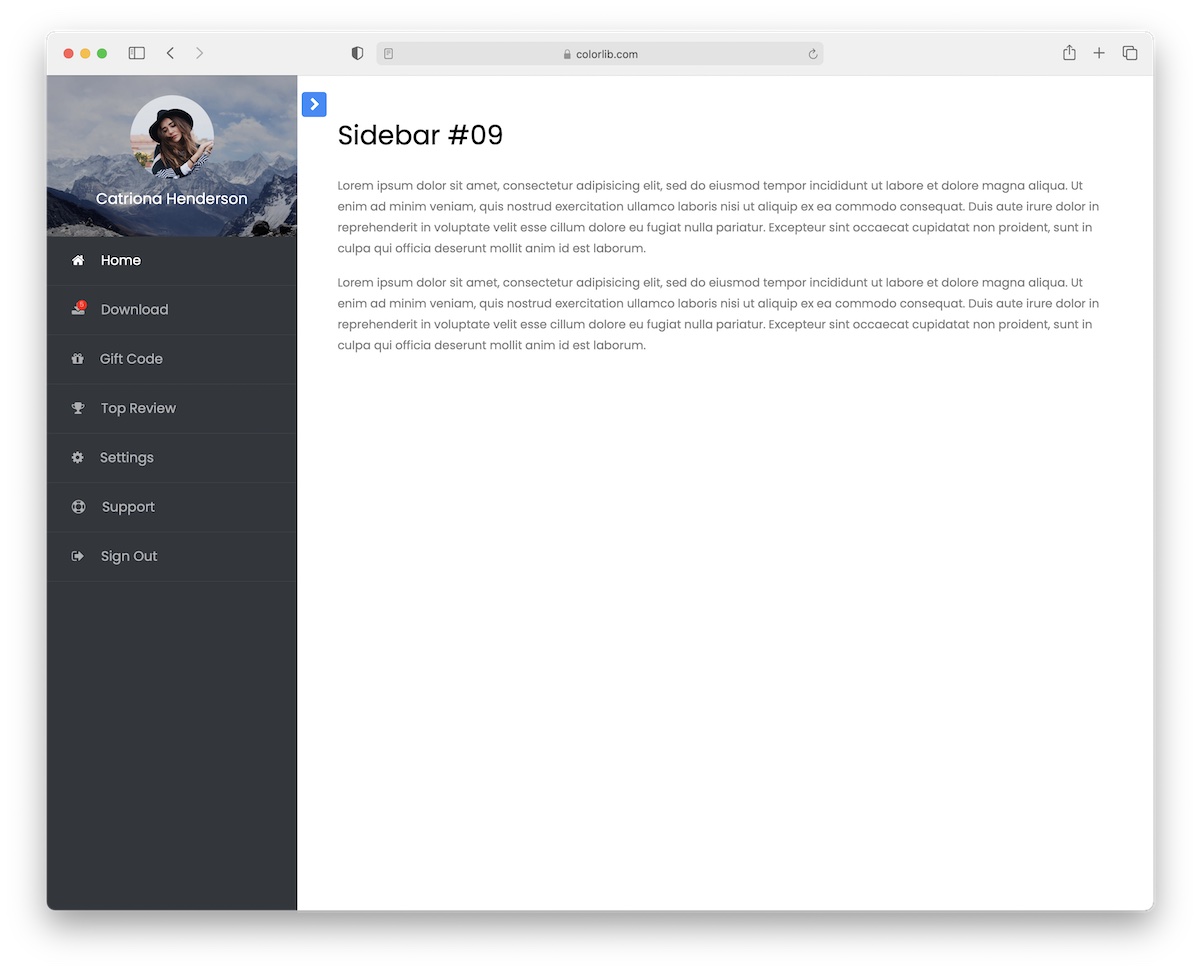 colorlib.com
Catriona Henderson
Home
5
Download
Gift Code
Top Review
Settings
Support
Sign Out
Sidebar #09
Lorem ipsum dolor sit amet, consectetur adipisicing elit, sed do eiusmod tempor incididunt ut labore et dolore magna aliqua. Ut
enim ad minim veniam, quis nostrud exercitation ullamco laboris nisi ut aliquip ex ea commodo consequat. Duis aute irure dolor in
reprehenderit in voluptate velit esse cillum dolore eu fugiat nulla pariatur. Excepteur sint occaecat cupidatat non proident, sunt in
culpa qui officia deserunt mollit anim id est laborum.
Lorem ipsum dolor sit amet, consectetur adipisicing elit, sed do eiusmod tempor incididunt ut labore et dolore magna aliqua. Ut
enim ad minim veniam, quis nostrud exercitation ullamco laboris nisi ut aliquip ex ea commodo consequat. Duis aute irure dolor in
reprehenderit in voluptate velit esse cillum dolore eu fugiat nulla pariatur. Excepteur sint occaecat cupidatat non proident, sunt in
culpa qui officia deserunt mollit anim id est laborum.